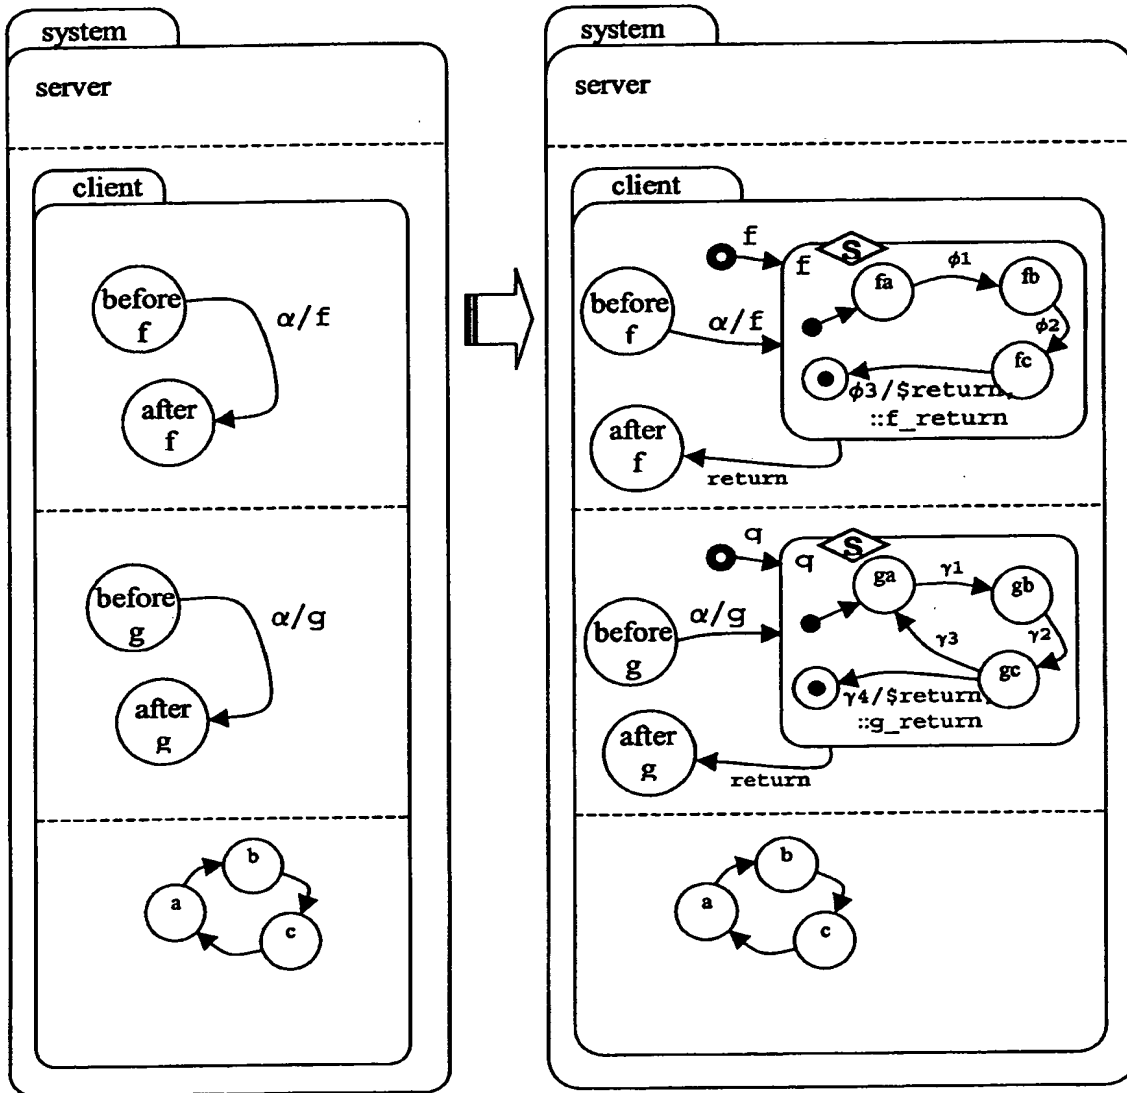 system
server
client
before
f
α/f
after
f
before
g
α/g
after
g
b
a
c
system
server
client
f
S
f
fa
ϕ1
fb
before
f
α/f
ϕ2
fc
ϕ3/$return,
::f_return
after
f
return
q
S
q
ga
γ1
gb
before
g
α/g
γ3
γ2
gc
γ4/$return,
::g_return
after
g
return
b
a
c